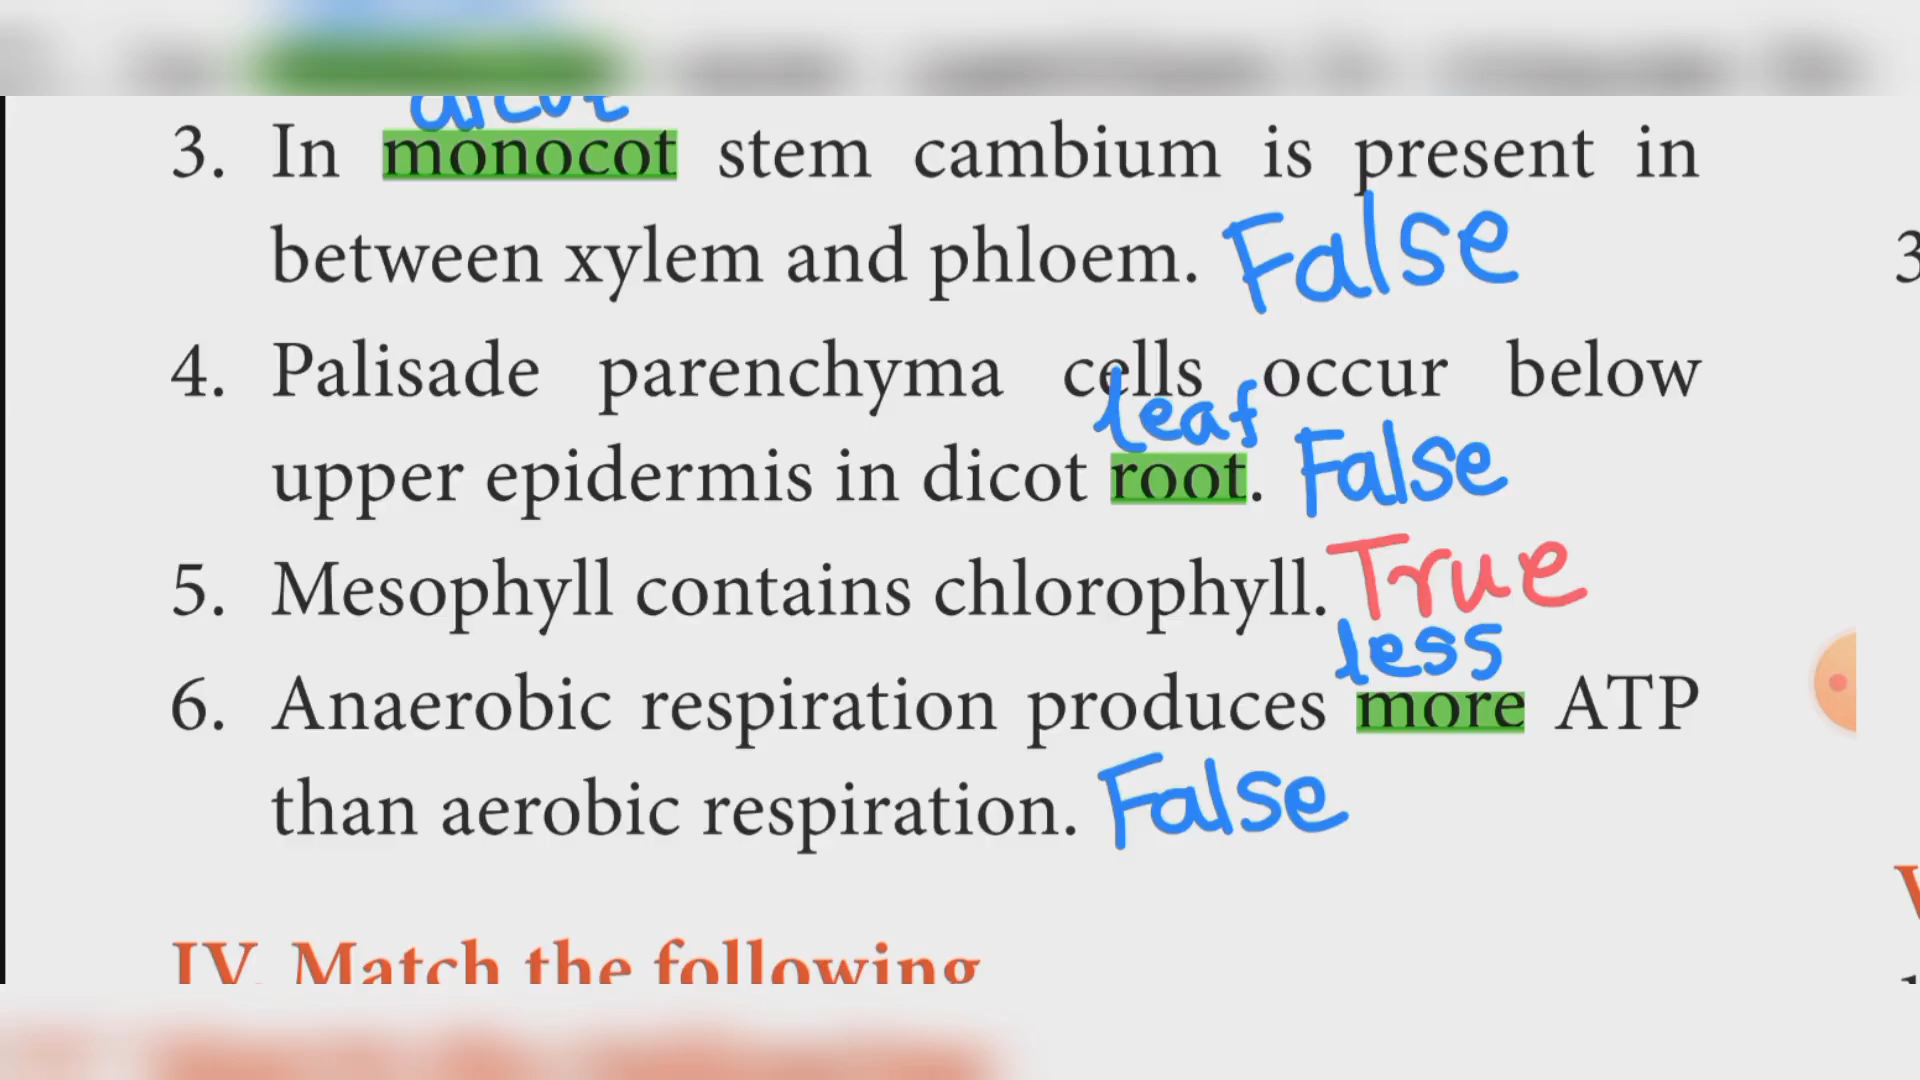 dicot
3. In monocot stem cambium is present in
between xylem and phloem. False
4. Palisade parenchyma cells occur below
leaf
upper epidermis in dicot root. False
5. Mesophyll contains chlorophyll. True
less
6. Anaerobic respiration produces more ATP
than aerobic respiration. False
IV. Match the following
3